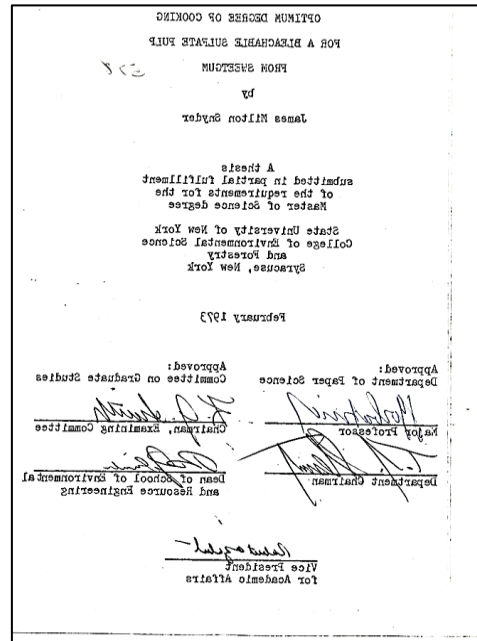 OPTIMUM DEGREE OF COOKING
FOR A BLEACHABLE SULFATE PULP
FROM SWEETGUM
by
James Milton Snyder
A thesis
submitted in partial fulfillment
of the requirements for the
Master of Science degree
State University of New York
College of Environmental Science
and Forestry
Syracuse, New York
February 1973
Approved:
Department of Paper Science
Major Professor
Department Chairman
Approved:
Committee on Graduate Studies
Chairman, Examining Committee
Dean of School of Environmental
and Resource Engineering
Vice President
for Academic Affairs